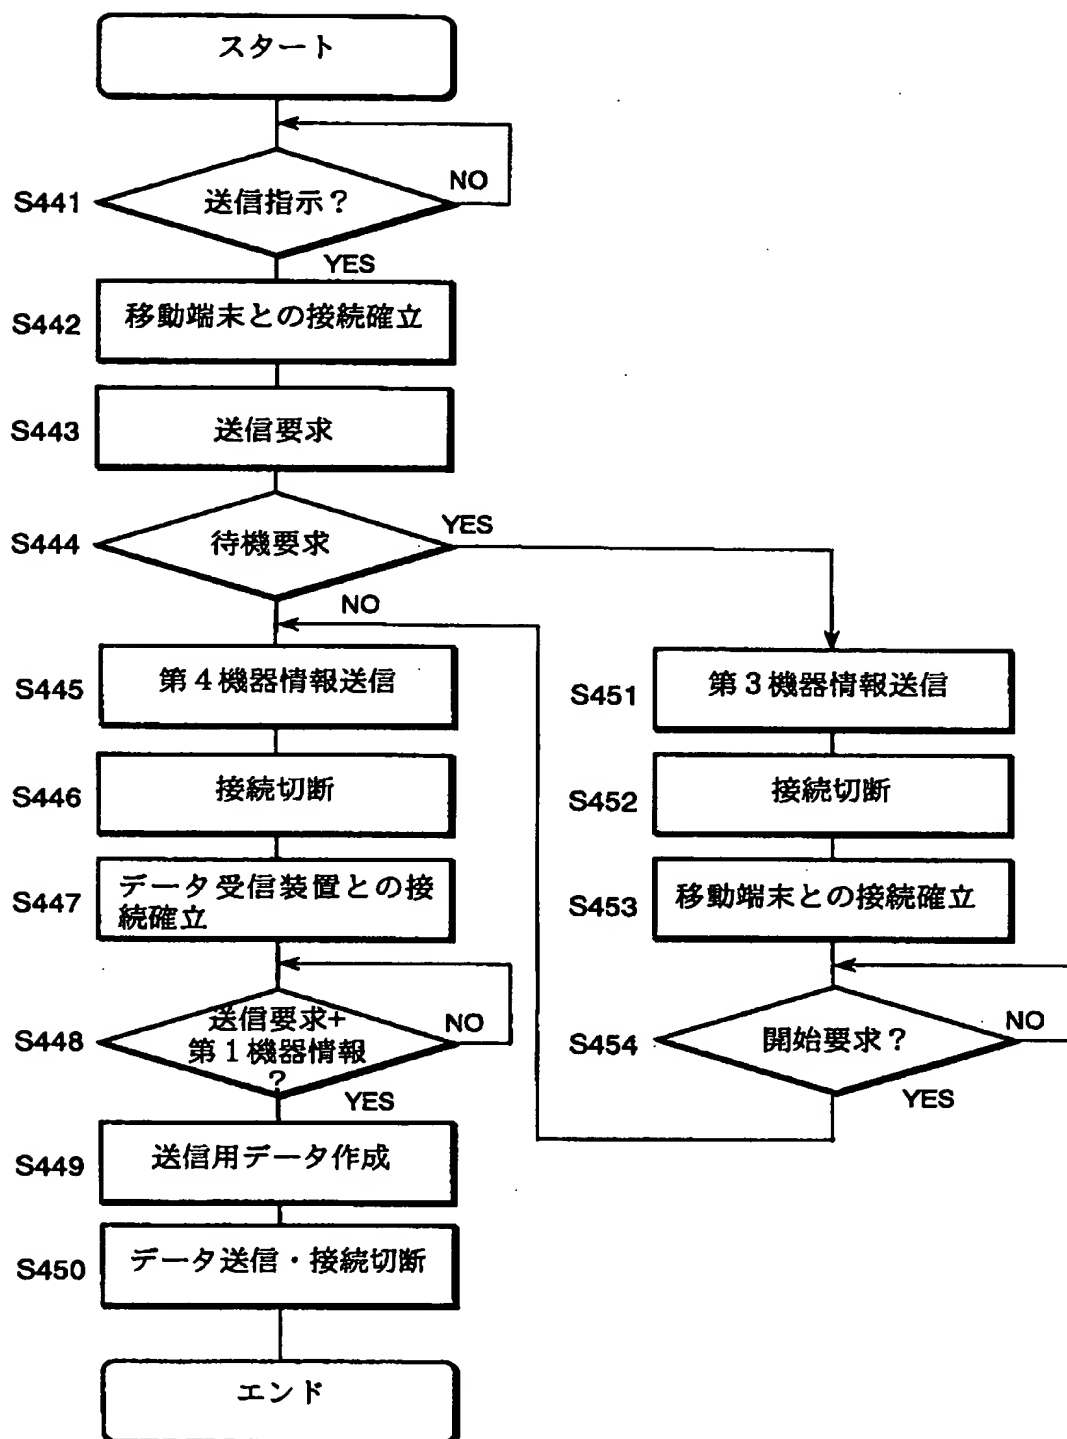 スタート
NO
S441
送信指示？
YES
S442
移動端末との接続確立
S443
送信要求
YES
S444
待機要求
NO
S445
第４機器情報送信
S446
接続切断
S447
データ受信装置との接
続確立
S448
送信要求+
第１機器情報
？
NO
YES
S449
送信用データ作成
S450
データ送信・接続切断
エンド
S451
第３機器情報送信
S452
接続切断
S453
移動端末との接続確立
S454
開始要求？
NO
YES